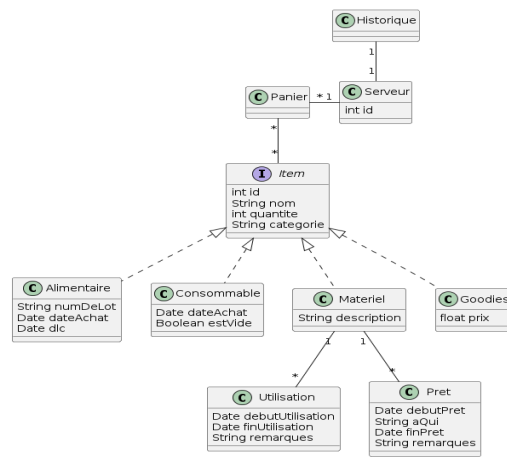 C Historique
1
1
C Panier
* 1
C Serveur
int id
*
*
I Item
int id
String nom
int quantite
String categorie
C Alimentaire
String numDeLot
Date dateAchat
Date dlc
C Consommable
Date dateAchat
Boolean estVide
C Materiel
String description
C Goodies
float prix
1 1
* *
C Utilisation
Date debutUtilisation
Date finUtilisation
String remarques
C Pret
Date debutPret
String aQui
Date finPret
String remarques